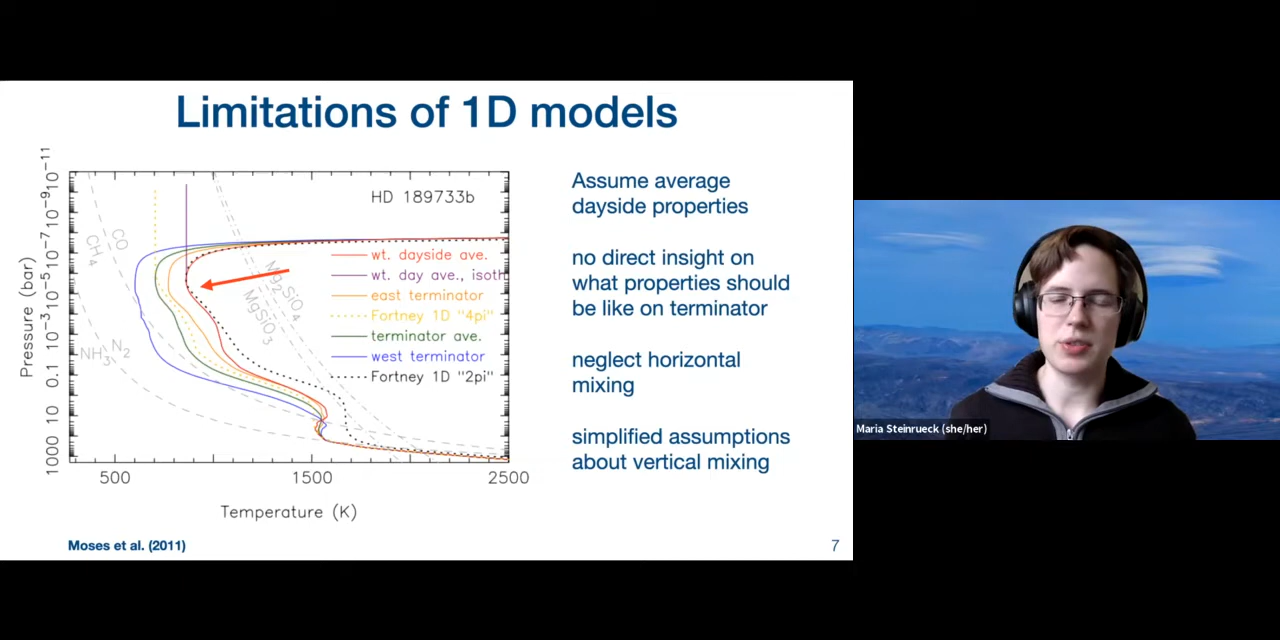 Limitations of 1D models
Pressure (bar)
1000 10 0.1 10⁻³ 10⁻⁵ 10⁻⁷ 10⁻⁹ 10⁻¹¹
HD 189733b
CO
CH₄
NH₃ N₂
Mg₂SiO₄
MgSiO₃
wt. dayside ave.
wt. day ave., isoth
east terminator
Fortney 1D "4pi"
terminator ave.
west terminator
Fortney 1D "2pi"
500 1500 2500
Temperature (K)
Assume average
dayside properties
no direct insight on
what properties should
be like on terminator
neglect horizontal
mixing
simplified assumptions
about vertical mixing
Moses et al. (2011)
7
Maria Steinrueck (she/her)